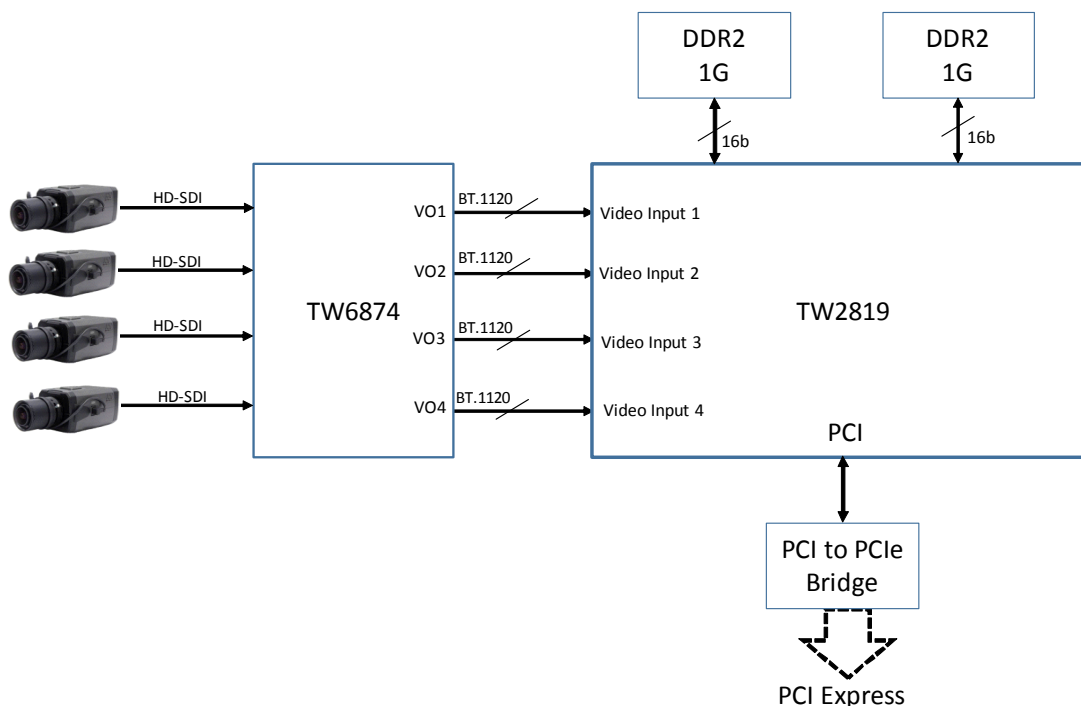 DDR2
1G
DDR2
1G
16b
16b
HD-SDI
HD-SDI
HD-SDI
HD-SDI
TW6874
VO1
VO2
VO3
VO4
BT.1120
BT.1120
BT.1120
BT.1120
Video Input 1
Video Input 2
Video Input 3
Video Input 4
TW2819
PCI
PCI to PCIe
Bridge
PCI Express